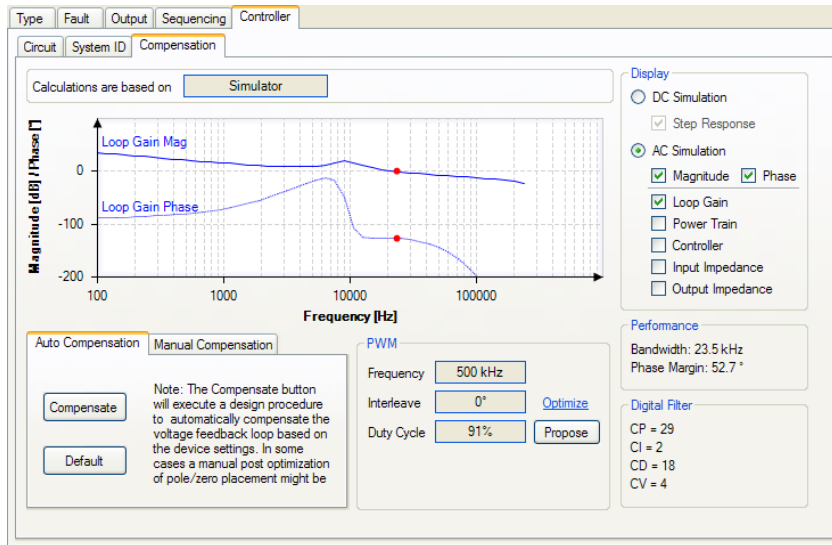 Type Fault Output Sequencing Controller
Circuit System ID Compensation
Calculations are based on Simulator
Magnitude [dB] / Phase [°]
Loop Gain Mag
Loop Gain Phase
0
-100
-200
100 1000 10000 100000
Frequency [Hz]
Display
DC Simulation
Step Response
AC Simulation
Magnitude Phase
Loop Gain
Power Train
Controller
Input Impedance
Output Impedance
Performance
Bandwidth: 23.5 kHz
Phase Margin: 52.7 °
Digital Filter
CP = 29
CI = 2
CD = 18
CV = 4
Auto Compensation Manual Compensation
Compensate
Default
Note: The Compensate button
will execute a design procedure
to automatically compensate the
voltage feedback loop based on
the device settings. In some
cases a manual post optimization
of pole/zero placement might be
PWM
Frequency 500 kHz
Interleave 0° Optimize
Duty Cycle 91% Propose